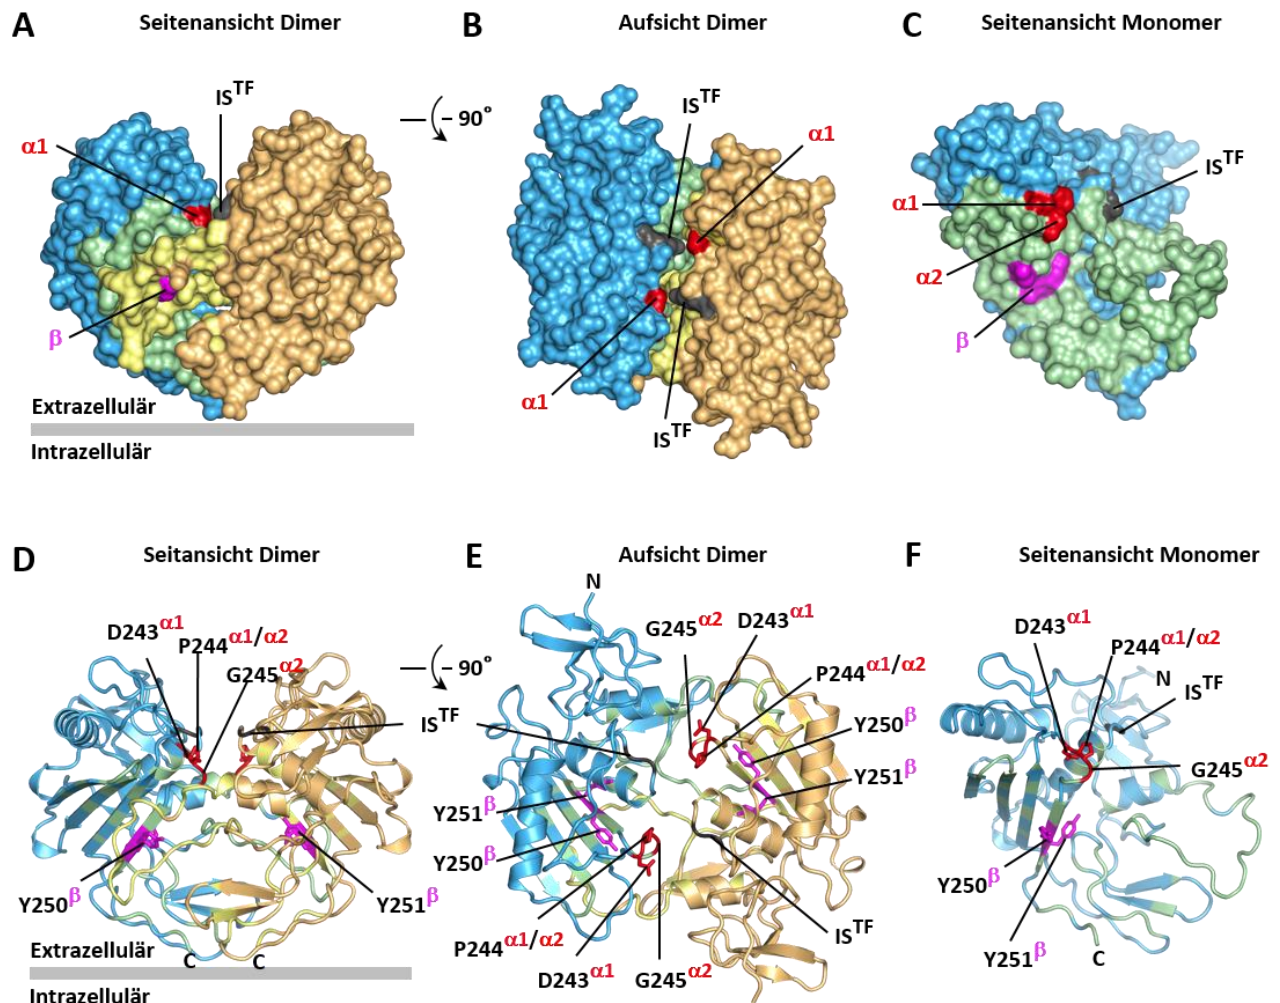 A Seitenansicht Dimer
B Aufsicht Dimer
C Seitenansicht Monomer
IS^TF
α1
β
Extrazellulär
Intrazellulär
90°
IS^TF
α1
α1
IS^TF
IS^TF
α1
α2
β
D Seitansicht Dimer
E Aufsicht Dimer
F Seitenansicht Monomer
D243^α1
P244^α1/α2
G245^α2
Y250^β
Y251^β
Extrazellulär
C C
Intrazellulär
90°
IS^TF
N
G245^α2
D243^α1
P244^α1/α2
Y250^β
Y251^β
Y251^β
Y250^β
IS^TF
P244^α1/α2
D243^α1
G245^α2
D243^α1
P244^α1/α2
N
IS^TF
G245^α2
Y250^β
Y251^β
C